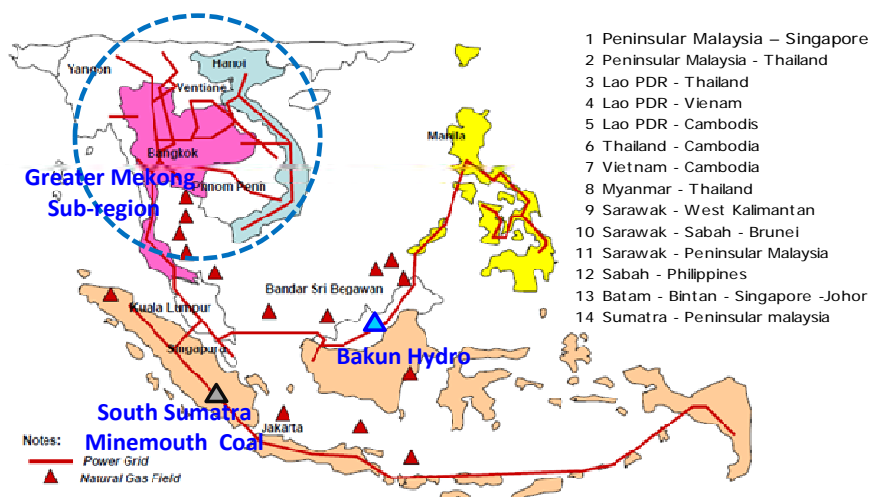 Yangon
Hanoi
Ventiane
Bangkok
Greater Mekong
Sub-region
Phnom Penh
Manila
1 Peninsular Malaysia – Singapore
2 Peninsular Malaysia - Thailand
3 Lao PDR - Thailand
4 Lao PDR - Vienam
5 Lao PDR - Cambodis
6 Thailand - Cambodia
7 Vietnam - Cambodia
8 Myanmar - Thailand
9 Sarawak - West Kalimantan
10 Sarawak - Sabah - Brunei
11 Sarawak - Peninsular Malaysia
12 Sabah - Philippines
13 Batam - Bintan - Singapore -Johor
14 Sumatra - Peninsular malaysia
Bandar Sri Begawan
Kuala Lumpur
Singapura
Bakun Hydro
South Sumatra
Minemouth Coal
Jakarta
Notes:
Power Grid
Natural Gas Field